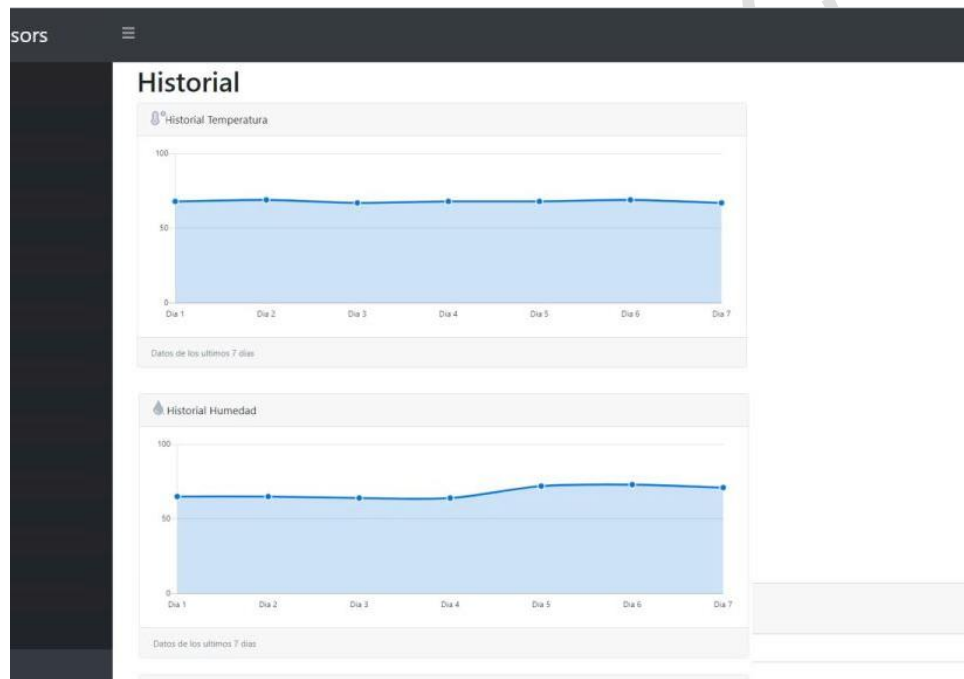 sors
Historial
Historial Temperatura
100
50
0
Dia 1 Dia 2 Dia 3 Dia 4 Dia 5 Dia 6 Dia 7
Datos de los ultimos 7 dias
Historial Humedad
100
50
0
Dia 1 Dia 2 Dia 3 Dia 4 Dia 5 Dia 6 Dia 7
Datos de los ultimos 7 dias